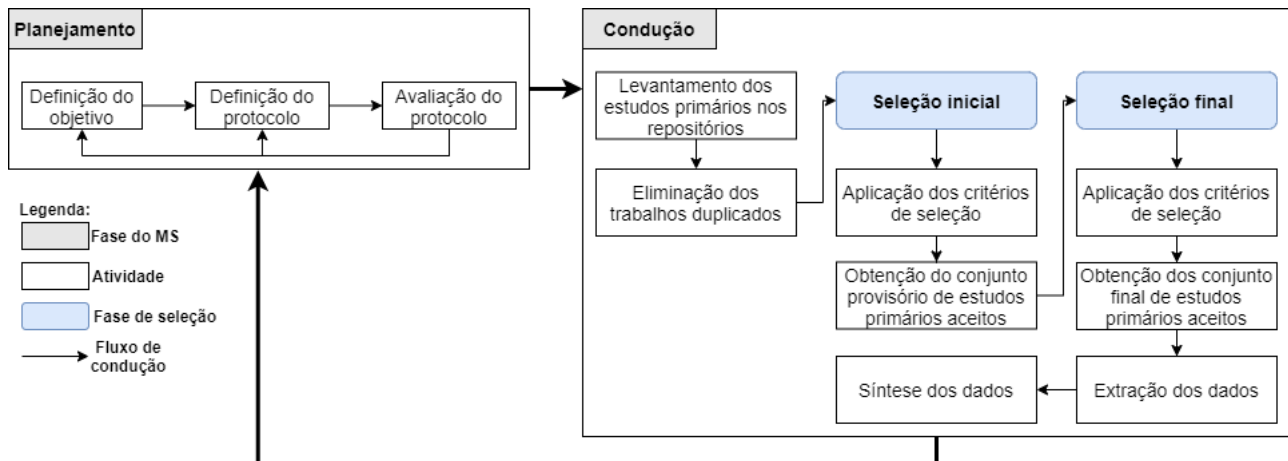 Planejamento
Definição do
objetivo
Definição do
protocolo
Avaliação do
protocolo
Legenda:
Fase do MS
Atividade
Fase de seleção
Fluxo de
condução
Condução
Levantamento dos
estudos primários nos
repositórios
Eliminação dos
trabalhos duplicados
Seleção inicial
Aplicação dos critérios
de seleção
Obtenção do conjunto
provisório de estudos
primários aceitos
Seleção final
Aplicação dos critérios
de seleção
Obtenção dos conjunto
final de estudos
primários aceitos
Extração dos dados
Síntese dos dados